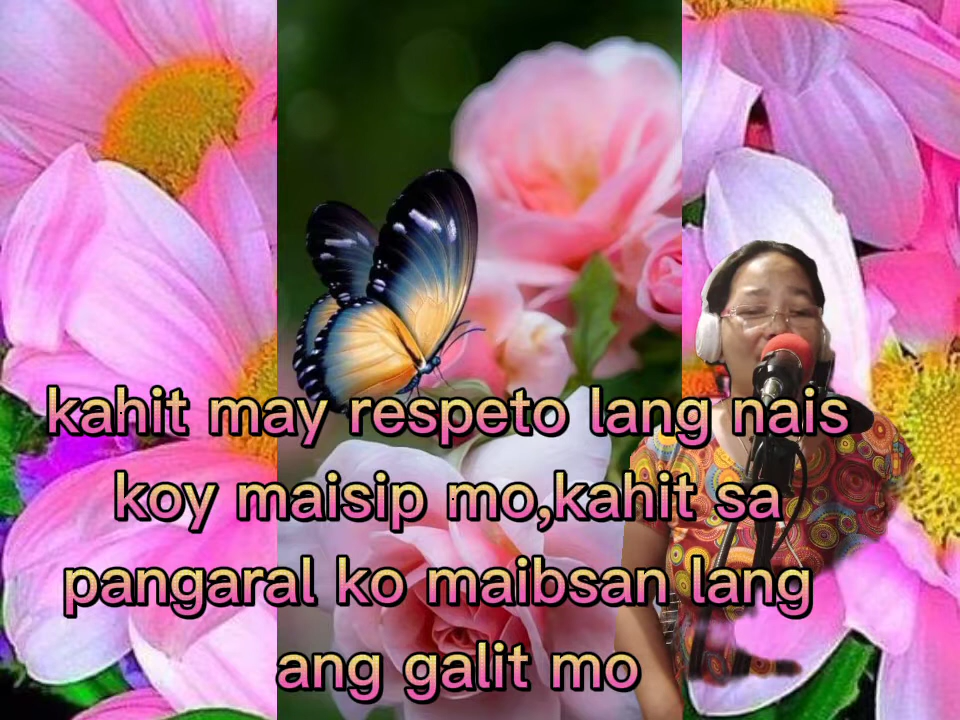 kahit may respeto lang nais
koy maisip mo,kahit sa
pangaral ko maibsan lang
ang galit mo